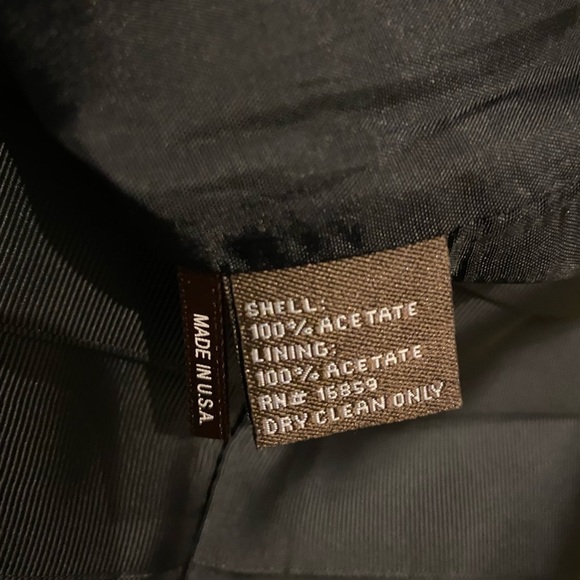 MADE IN U.S.A.
SHELL:
100% ACETATE
LINING:
100% ACETATE
RN# 15859
DRY CLEAN ONLY